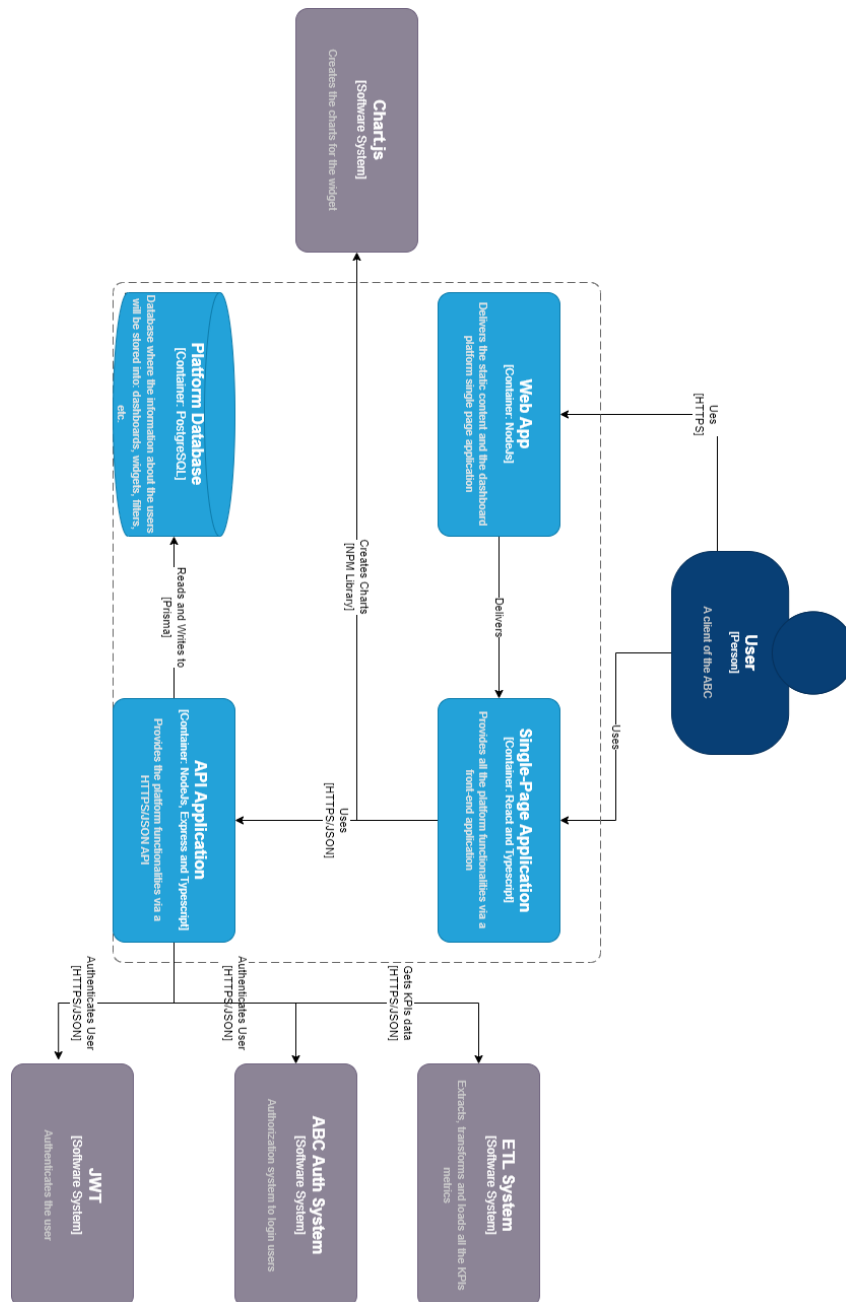 User
[Person]
A client of the ABC
Ues
[HTTPS]
Uses
Web App
[Container: NodeJs]
Delivers the static content and the dashboard
platform single page application
Delivers
Single-Page Application
[Container: React and Typescript]
Provides all the platform functionalities via a
front-end application
Chart.js
[Software System]
Creates the charts for the widget
Creates Charts
[NPM Library]
Uses
[HTTPS/JSON]
Gets KPIs data
[HTTPS/JSON]
ETL System
[Software System]
Extracts, transforms and loads all the KPIs
metrics
Platform Database
[Container: PostgreSQL]
Database where the information about the users
will be stored into: dashboards, widgets, filters,
etc.
Reads and Writes to
[Prisma]
API Application
[Container: NodeJs, Express and Typescript]
Provides the platform functionalities via a
HTTPS/JSON API
Authenticates User
[HTTPS/JSON]
ABC Auth System
[Software System]
Authorization system to login users
Authenticates User
[HTTPS/JSON]
JWT
[Software System]
Authenticates the user